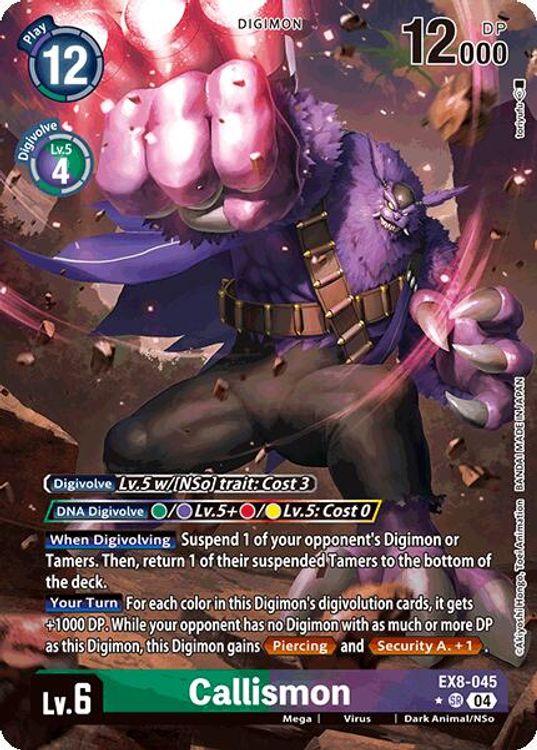 DIGIMON
Play
12
DP
12000
toriyufu
Digivolve
Lv.5
4
Digivolve Lv.5 w/[NSo] trait: Cost 3
DNA Digivolve / Lv.5+ / Lv.5: Cost 0
When Digivolving Suspend 1 of your opponent's Digimon or
Tamers. Then, return 1 of their suspended Tamers to the bottom of
the deck.
Your Turn For each color in this Digimon's digivolution cards, it gets
+1000 DP. While your opponent has no Digimon with as much or more DP
as this Digimon, this Digimon gains Piercing and Security A. +1 .
©Akiyoshi Hongo, Toei Animation BANDAI MADE IN JAPAN
Lv.6
Callismon
EX8-045
SR 04
Mega | Virus | Dark Animal/NSo